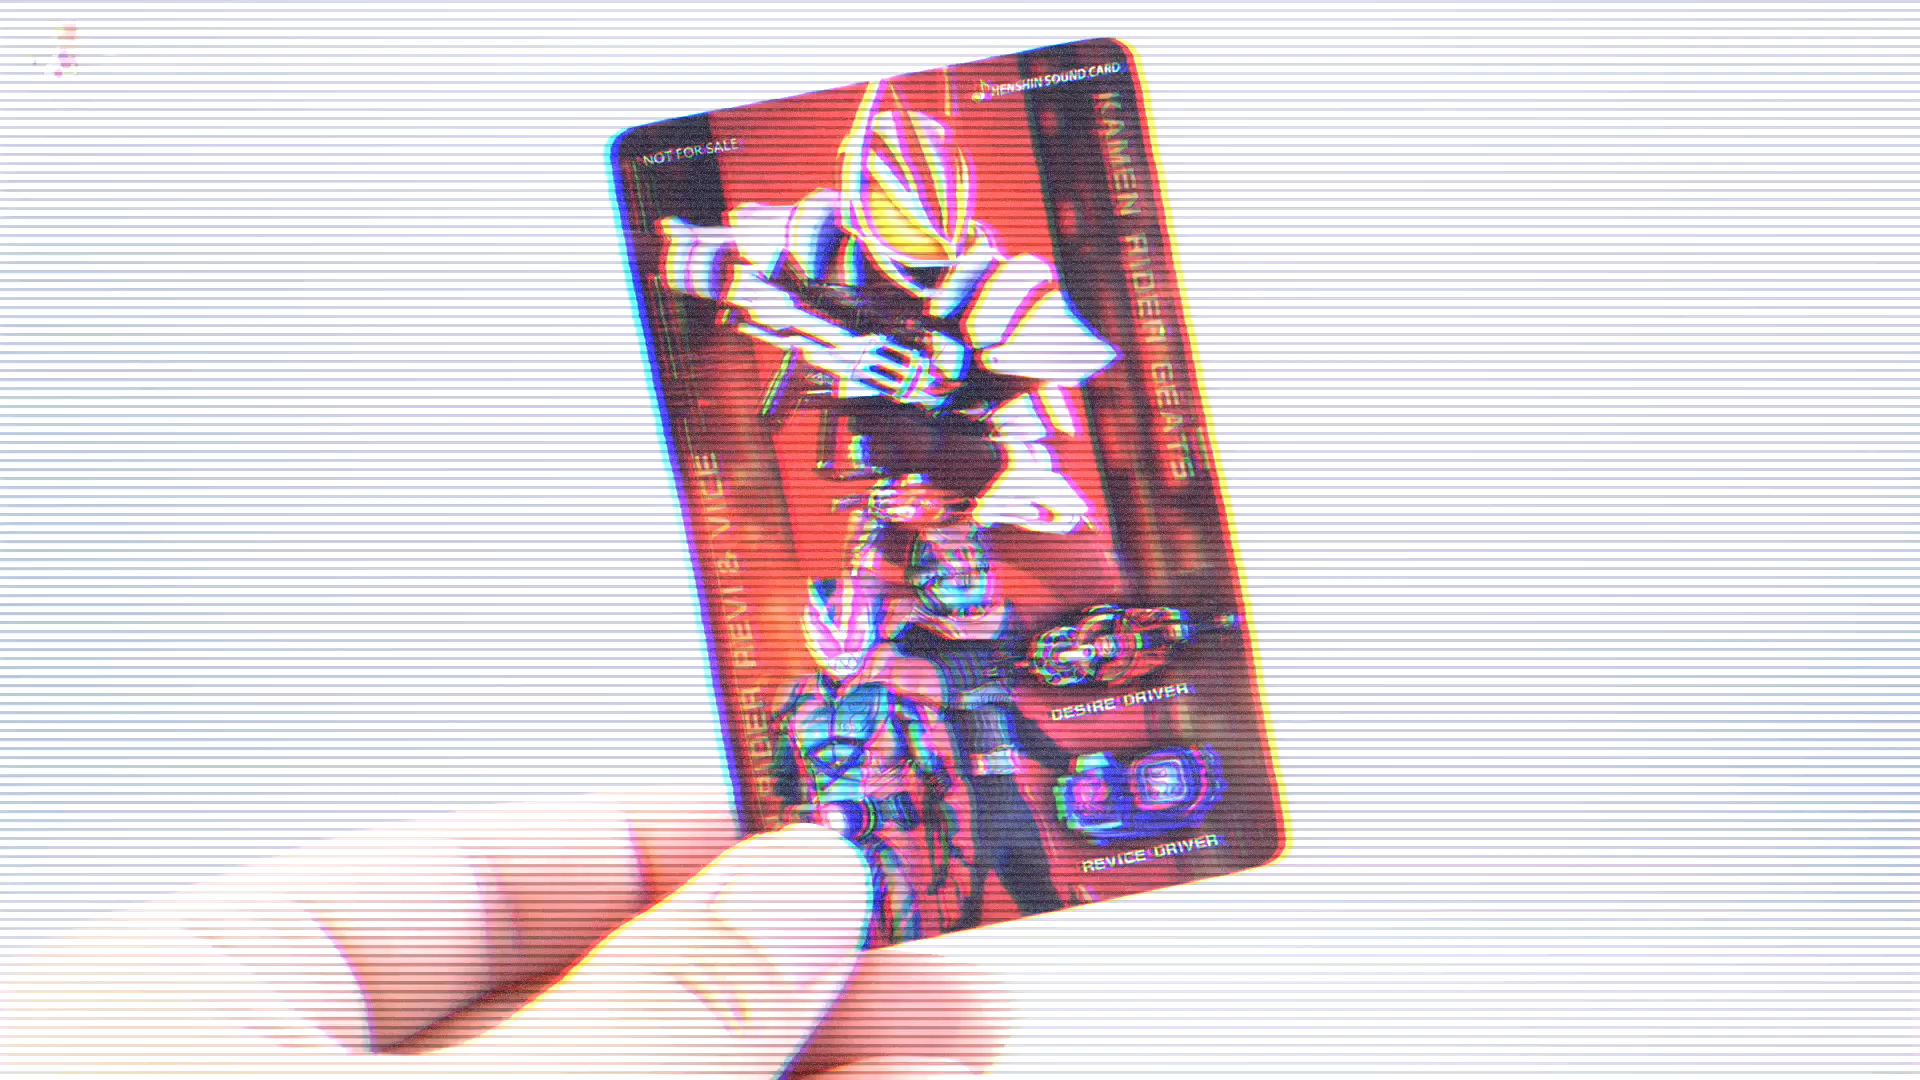 NOT FOR SALE
HENSHIN SOUND CARD
KAMEN RIDER GEATS
RIDER REVI & VICE
DESIRE DRIVER
REVICE DRIVER